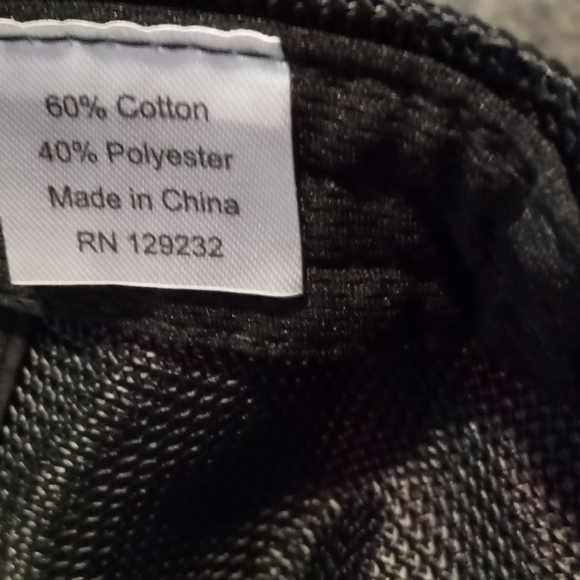 60% Cotton
40% Polyester
Made in China
RN 129232